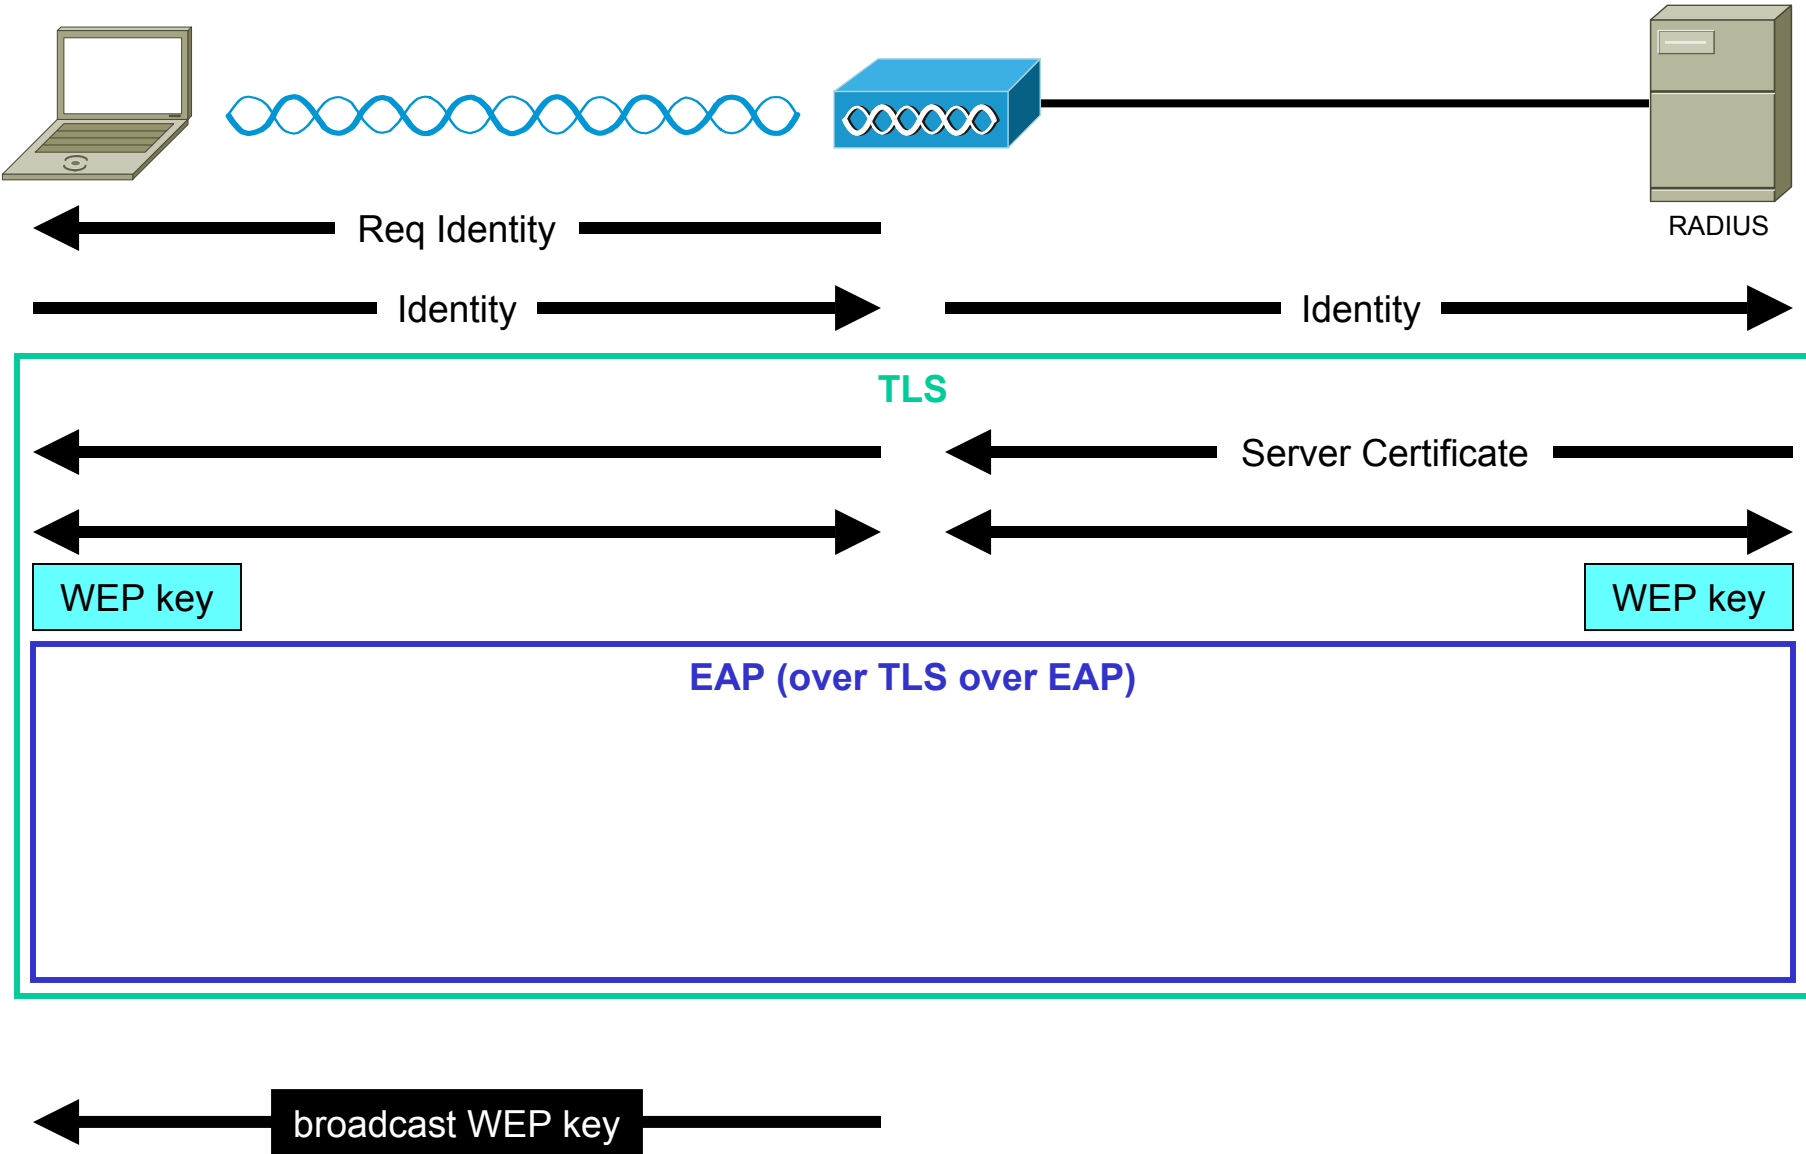 RADIUS
Req Identity
Identity
Identity
TLS
Server Certificate
WEP key
WEP key
EAP (over TLS over EAP)
broadcast WEP key